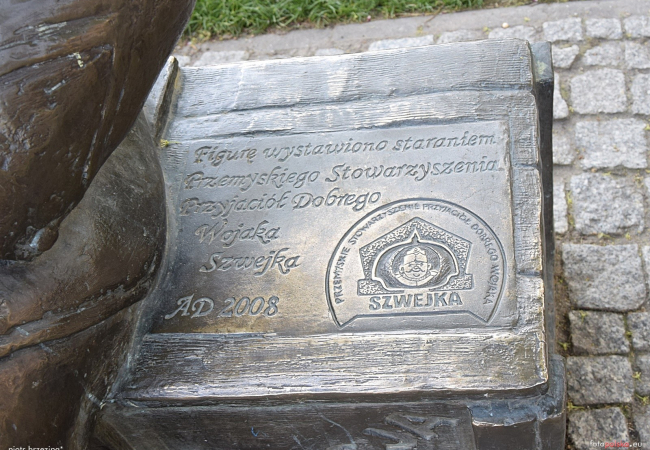 Figurę wystawiono staraniem
Przemyskiego Stowarzyszenia
Przyjaciół Dobrego
Wojaka
Szwejka
AD 2008
PRZEMYSKIE STOWARZYSZENIE PRZYJACIÓŁ DOBREGO WOJAKA
SZWEJKA